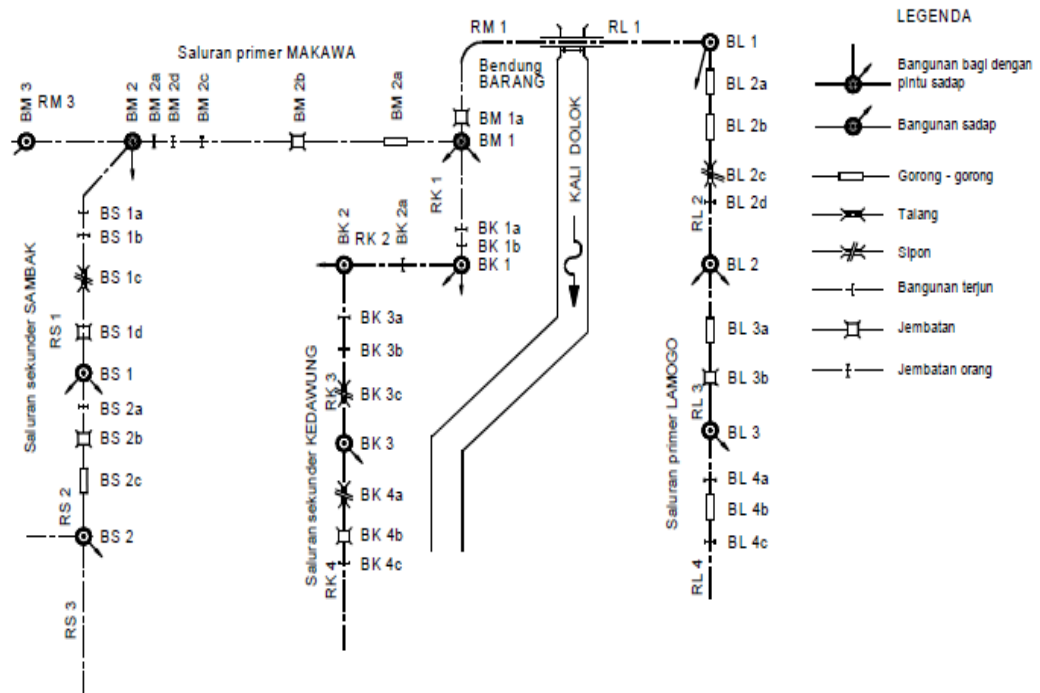 RM 1
RL 1
LEGENDA
Saluran primer MAKAWA
Bendung
BARANG
BL 1
Bangunan bagi dengan
pintu sadap
BM 3
RM 3
BM 2
BM 2a
BM 2d
BM 2c
BM 2b
BM 2a
BM 1a
BM 1
BL 2a
BL 2b
Bangunan sadap
KALI DOLOK
RK 1
BL 2c
BL 2d
RL 2
Gorong - gorong
Talang
Sipon
Bangunan terjun
Jembatan
Jembatan orang
BS 1a
BS 1b
BS 1c
BS 1d
RS 1
Saluran sekunder SAMBAK
BS 1
BS 2a
BS 2b
BS 2c
RS 2
BS 2
RS 3
BK 2
RK 2
BK 2a
BK 1a
BK 1b
BK 1
BK 3a
BK 3b
BK 3c
RK 3
Saluran sekunder KEDAWUNG
BK 3
BK 4a
BK 4b
BK 4c
RK 4
BL 2
BL 3a
BL 3b
RL 3
Saluran primer LAMOGO
BL 3
BL 4a
BL 4b
BL 4c
RL 4